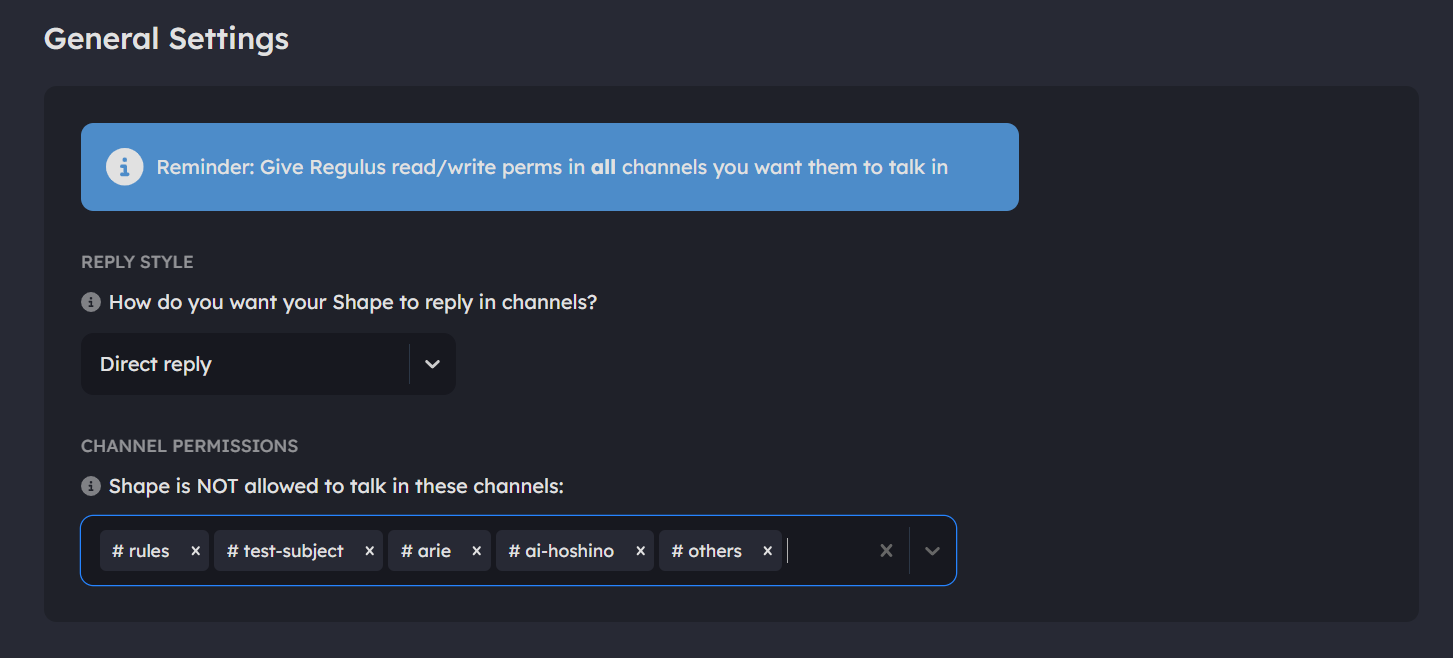 General Settings
Reminder: Give Regulus read/write perms in all channels you want them to talk in
REPLY STYLE
How do you want your Shape to reply in channels?
Direct reply
CHANNEL PERMISSIONS
Shape is NOT allowed to talk in these channels:
# rules × # test-subject × # arie × # ai-hoshino × # others ×